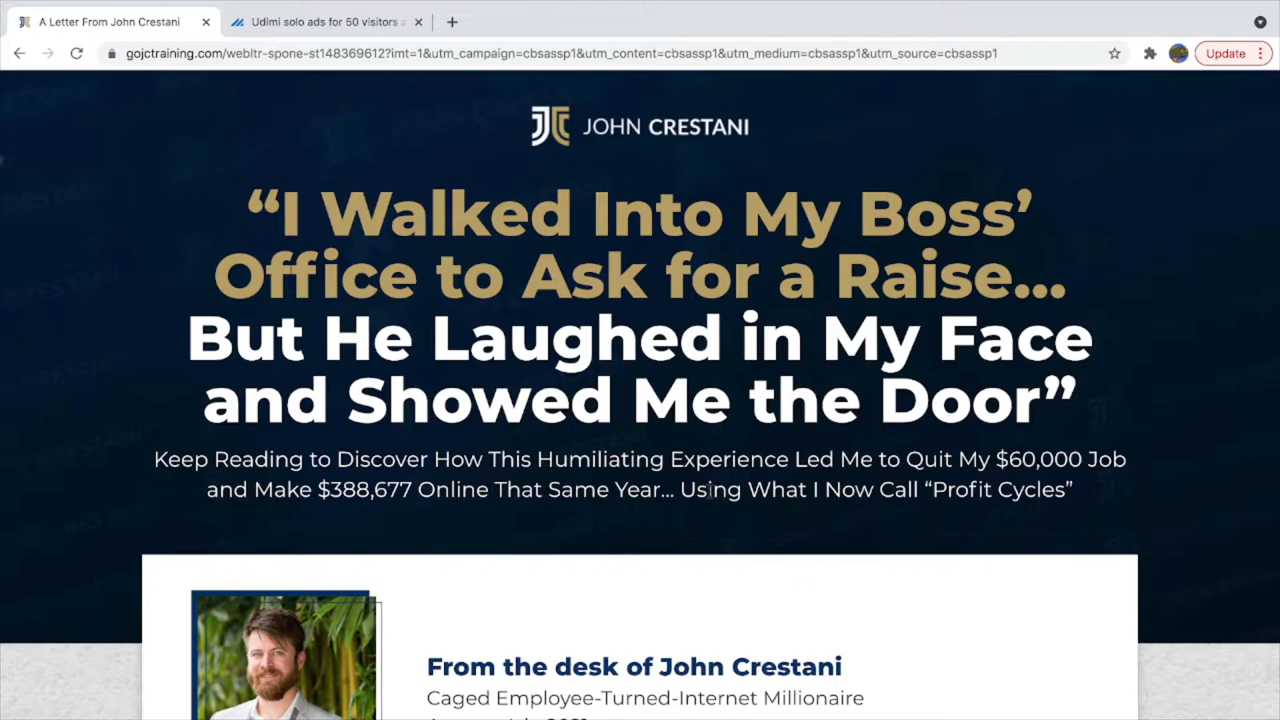 A Letter From John Crestani
Udimi solo ads for 50 visitors
Update
gojctraining.com/webltr-spone-st148369612?imt=1&utm_campaign=cbsassp1&utm_content=cbsassp1&utm_medium=cbsassp1&utm_source=cbsassp1
JOHN CRESTANI
“I Walked Into My Boss’
Office to Ask for a Raise...
But He Laughed in My Face
and Showed Me the Door”
Keep Reading to Discover How This Humiliating Experience Led Me to Quit My $60,000 Job
and Make $388,677 Online That Same Year... Using What I Now Call “Profit Cycles”
From the desk of John Crestani
Caged Employee-Turned-Internet Millionaire